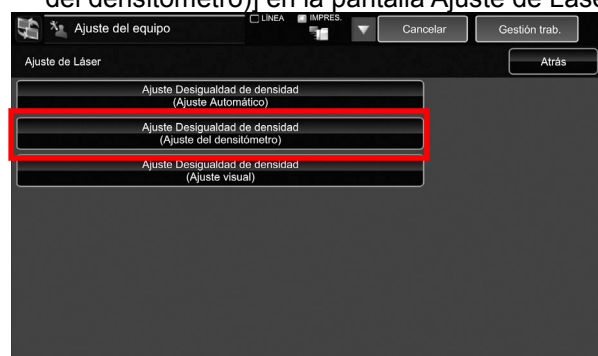 del densitómetro)] en la pantalla Ajuste de Láse
Ajuste del equipo
LÍNEA
IMPRES.
Cancelar
Gestión trab.
Ajuste de Láser
Atrás
Ajuste Desigualdad de densidad
(Ajuste Automático)
Ajuste Desigualdad de densidad
(Ajuste del densitómetro)
Ajuste Desigualdad de densidad
(Ajuste visual)